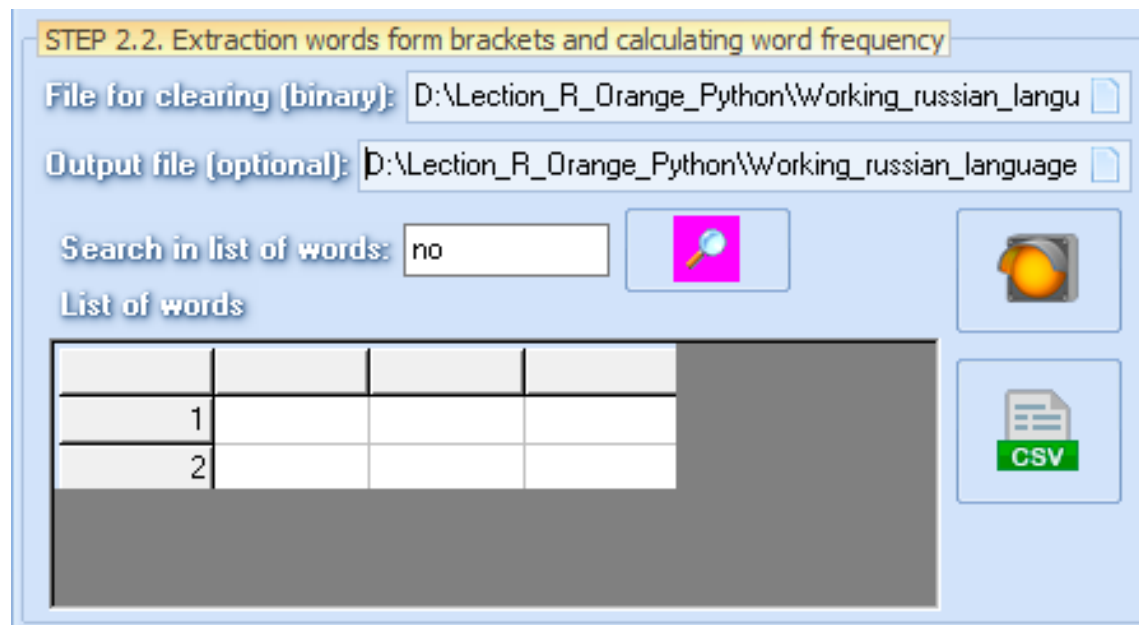 STEP 2.2. Extraction words form brackets and calculating word frequency
File for clearing (binary): D:\Lection_R_Orange_Python\Working_russian_langu
Output file (optional): D:\Lection_R_Orange_Python\Working_russian_language
Search in list of words: no
List of words
1
2
CSV